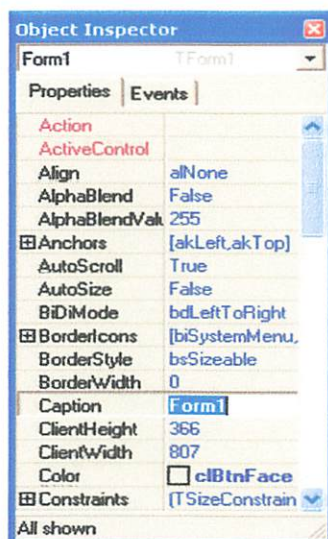 Object Inspector
Form1 TForm1
Properties Events
Action
ActiveControl
Align alNone
AlphaBlend False
AlphaBlendValu 255
Anchors [akLeft,akTop]
AutoScroll True
AutoSize False
BiDiMode bdLeftToRight
BorderIcons [biSystemMenu,
BorderStyle bsSizeable
BorderWidth 0
Caption Form1
ClientHeight 366
ClientWidth 807
Color clBtnFace
Constraints (TSizeConstrain
All shown